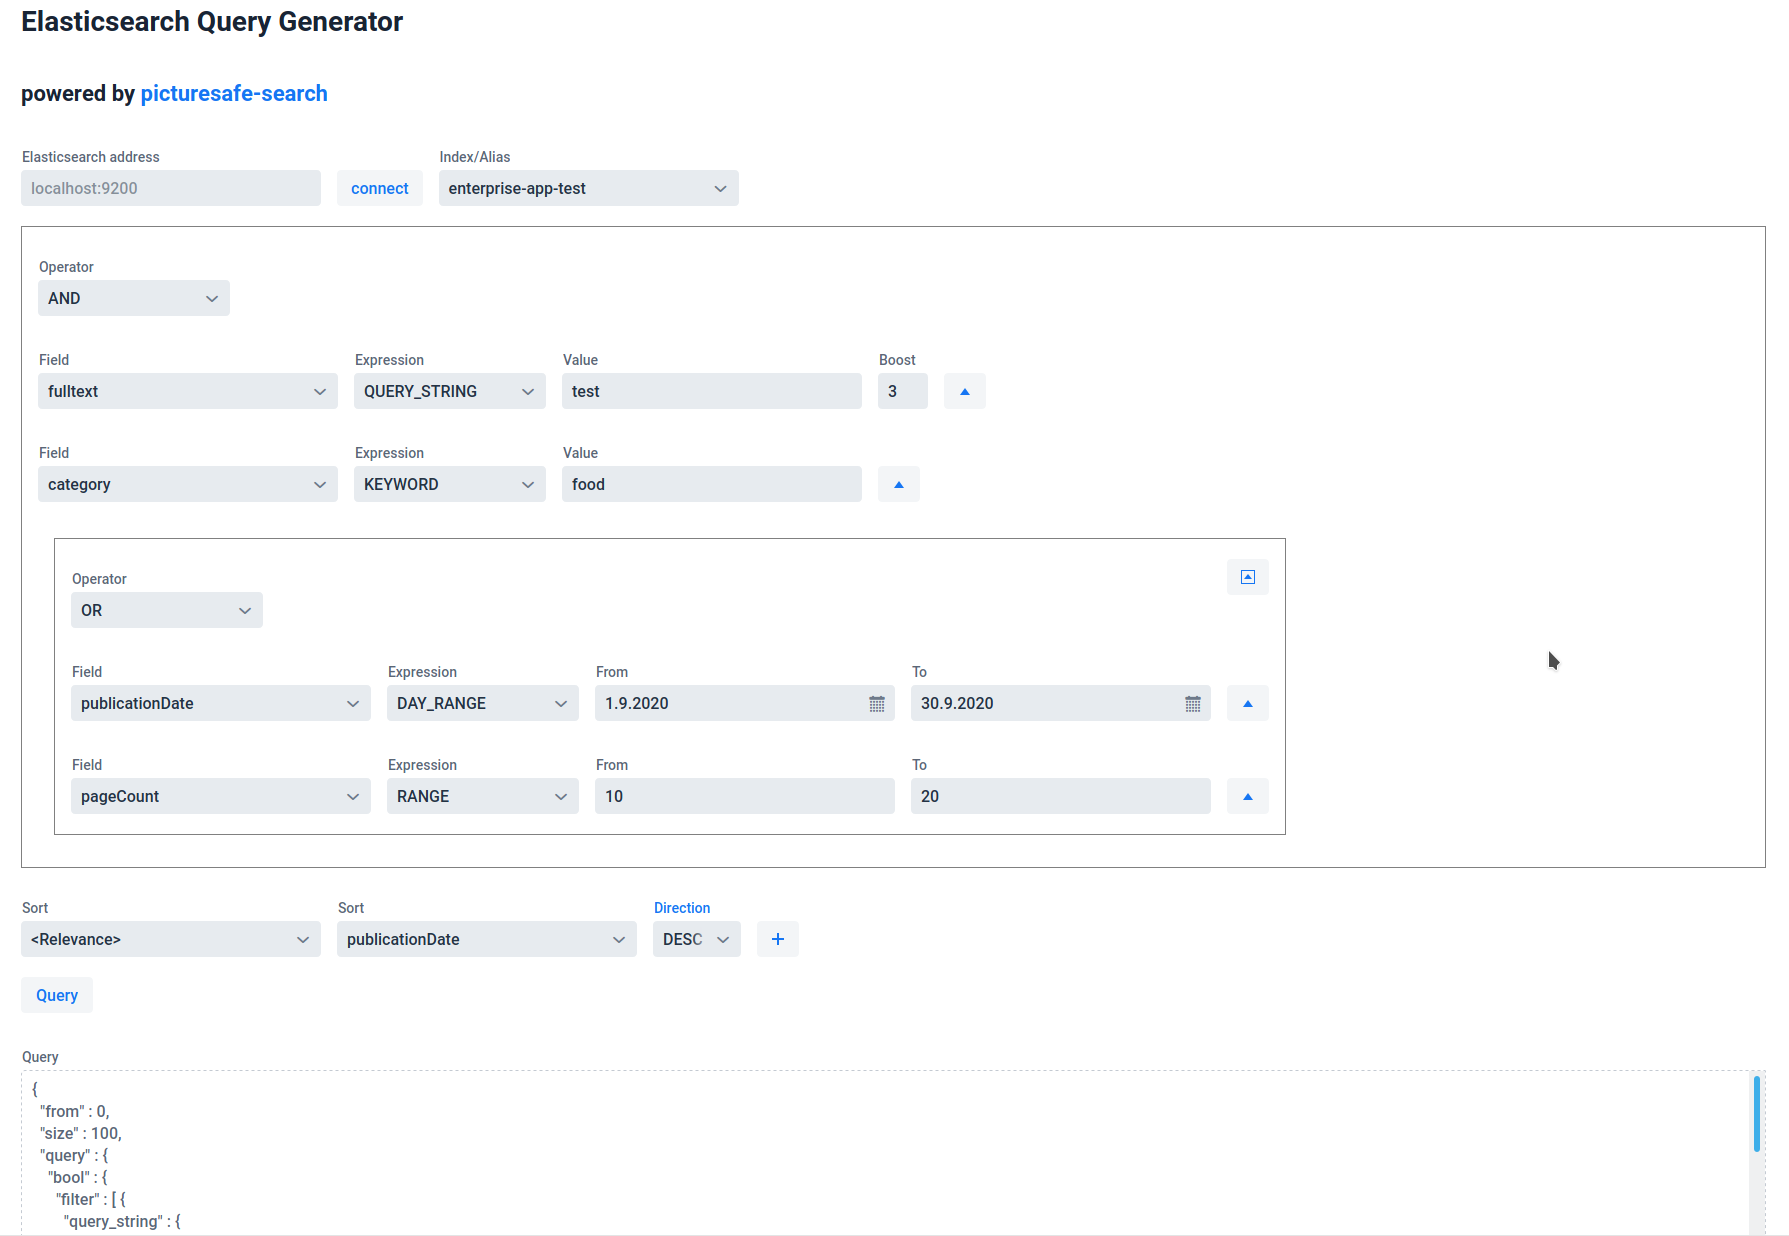 Elasticsearch Query Generator
powered by picturesafe-search
Elasticsearch address Index/Alias
localhost:9200 connect enterprise-app-test
Operator
AND
Field Expression Value Boost
fulltext QUERY_STRING test 3
Field Expression Value
category KEYWORD food
Operator
OR
Field Expression From To
publicationDate DAY_RANGE 1.9.2020 30.9.2020
Field Expression From To
pageCount RANGE 10 20
Sort Sort Direction
<Relevance> publicationDate DESC +
Query
Query
{
"from" : 0,
"size" : 100,
"query" : {
"bool" : {
"filter" : [ {
"query_string" : {